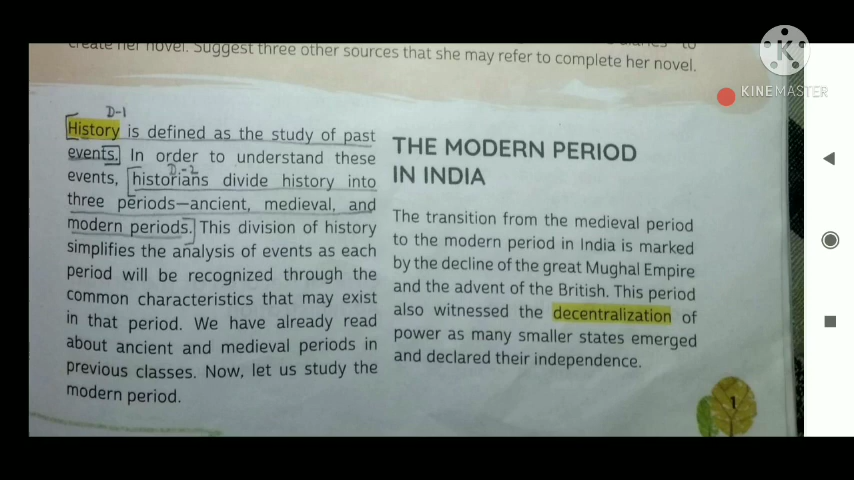 create her novel. Suggest three other sources that she may refer to complete her novel.
to
KINEMASTER
K
D-1
History is defined as the study of past
events. In order to understand these
D.-2
events, historians divide history into
three periods—ancient, medieval, and
modern periods. This division of history
simplifies the analysis of events as each
period will be recognized through the
common characteristics that may exist
in that period. We have already read
about ancient and medieval periods in
previous classes. Now, let us study the
modern period.
THE MODERN PERIOD
IN INDIA
The transition from the medieval period
to the modern period in India is marked
by the decline of the great Mughal Empire
and the advent of the British. This period
also witnessed the decentralization of
power as many smaller states emerged
and declared their independence.
1